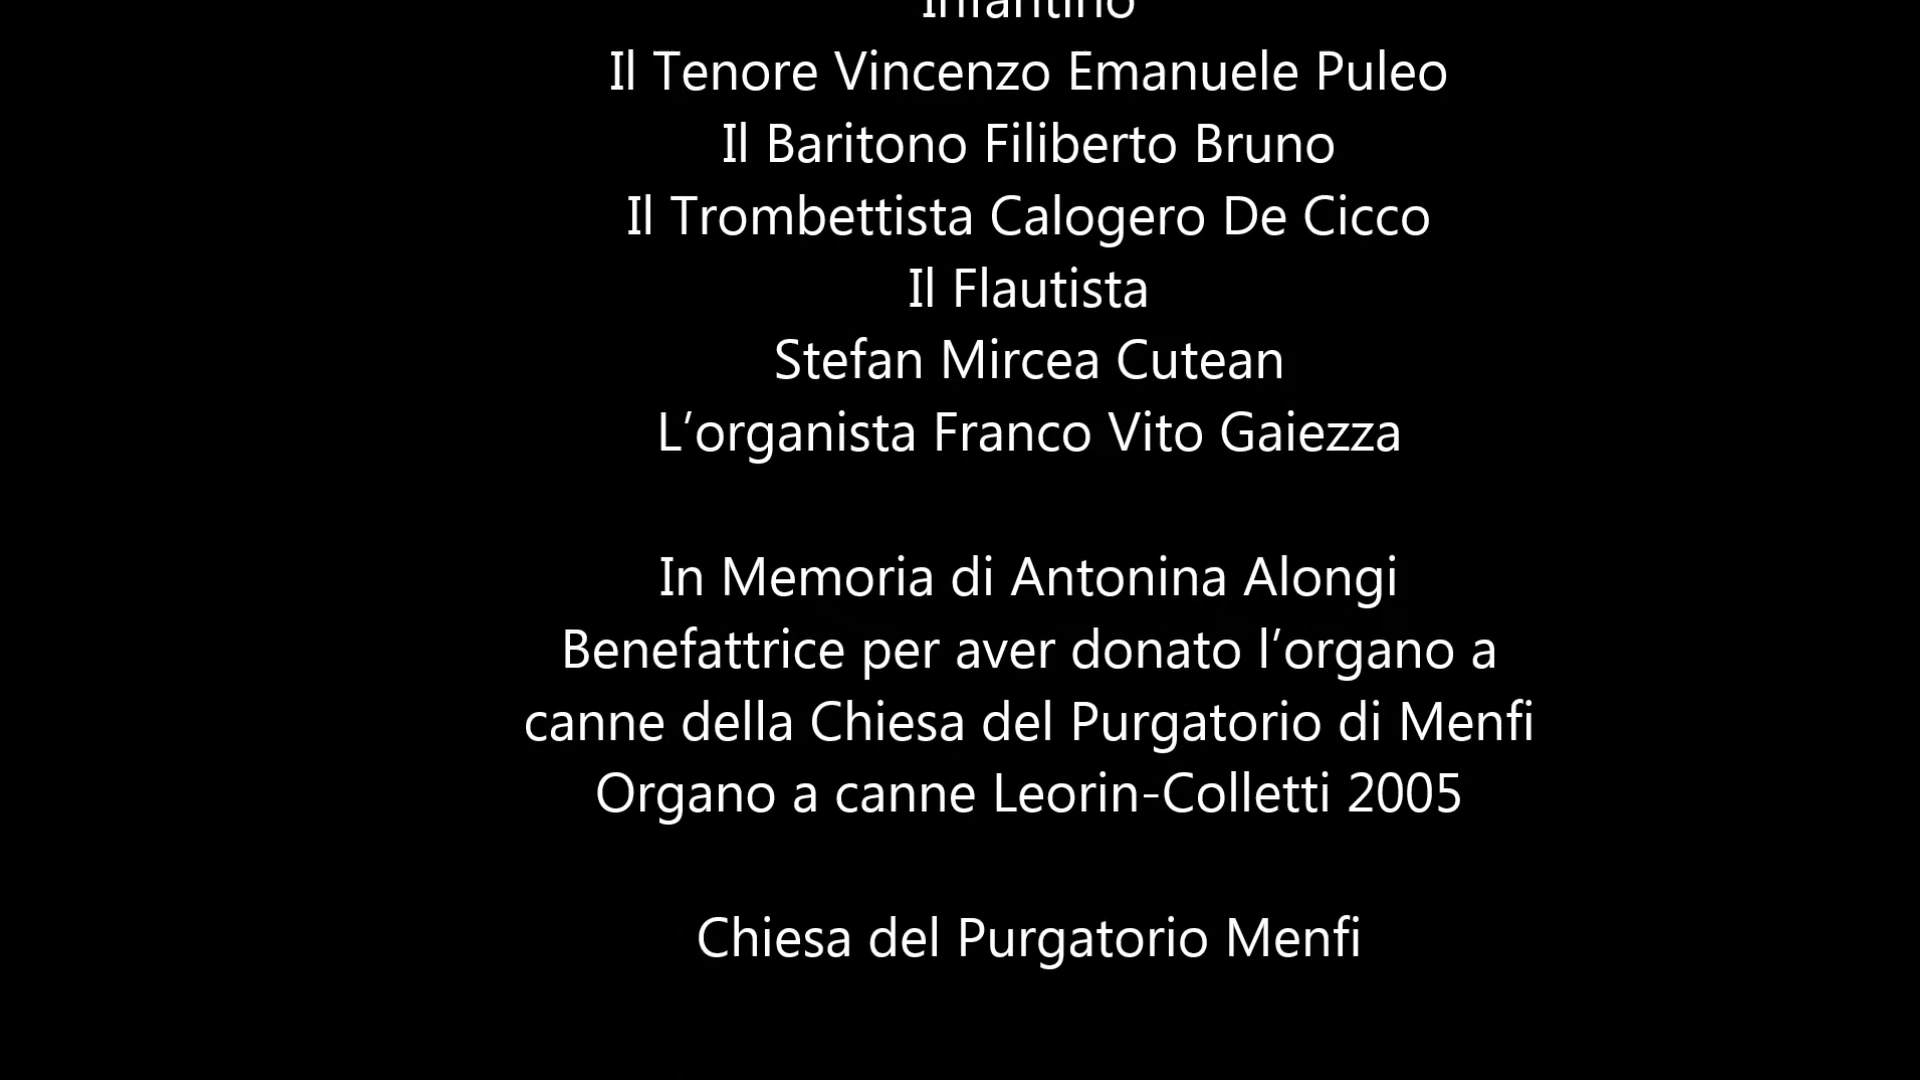 Infantino
Il Tenore Vincenzo Emanuele Puleo
Il Baritono Filiberto Bruno
Il Trombettista Calogero De Cicco
Il Flautista
Stefan Mircea Cutean
L’organista Franco Vito Gaiezza
In Memoria di Antonina Alongi
Benefattrice per aver donato l’organo a
canne della Chiesa del Purgatorio di Menfi
Organo a canne Leorin-Colletti 2005
Chiesa del Purgatorio Menfi